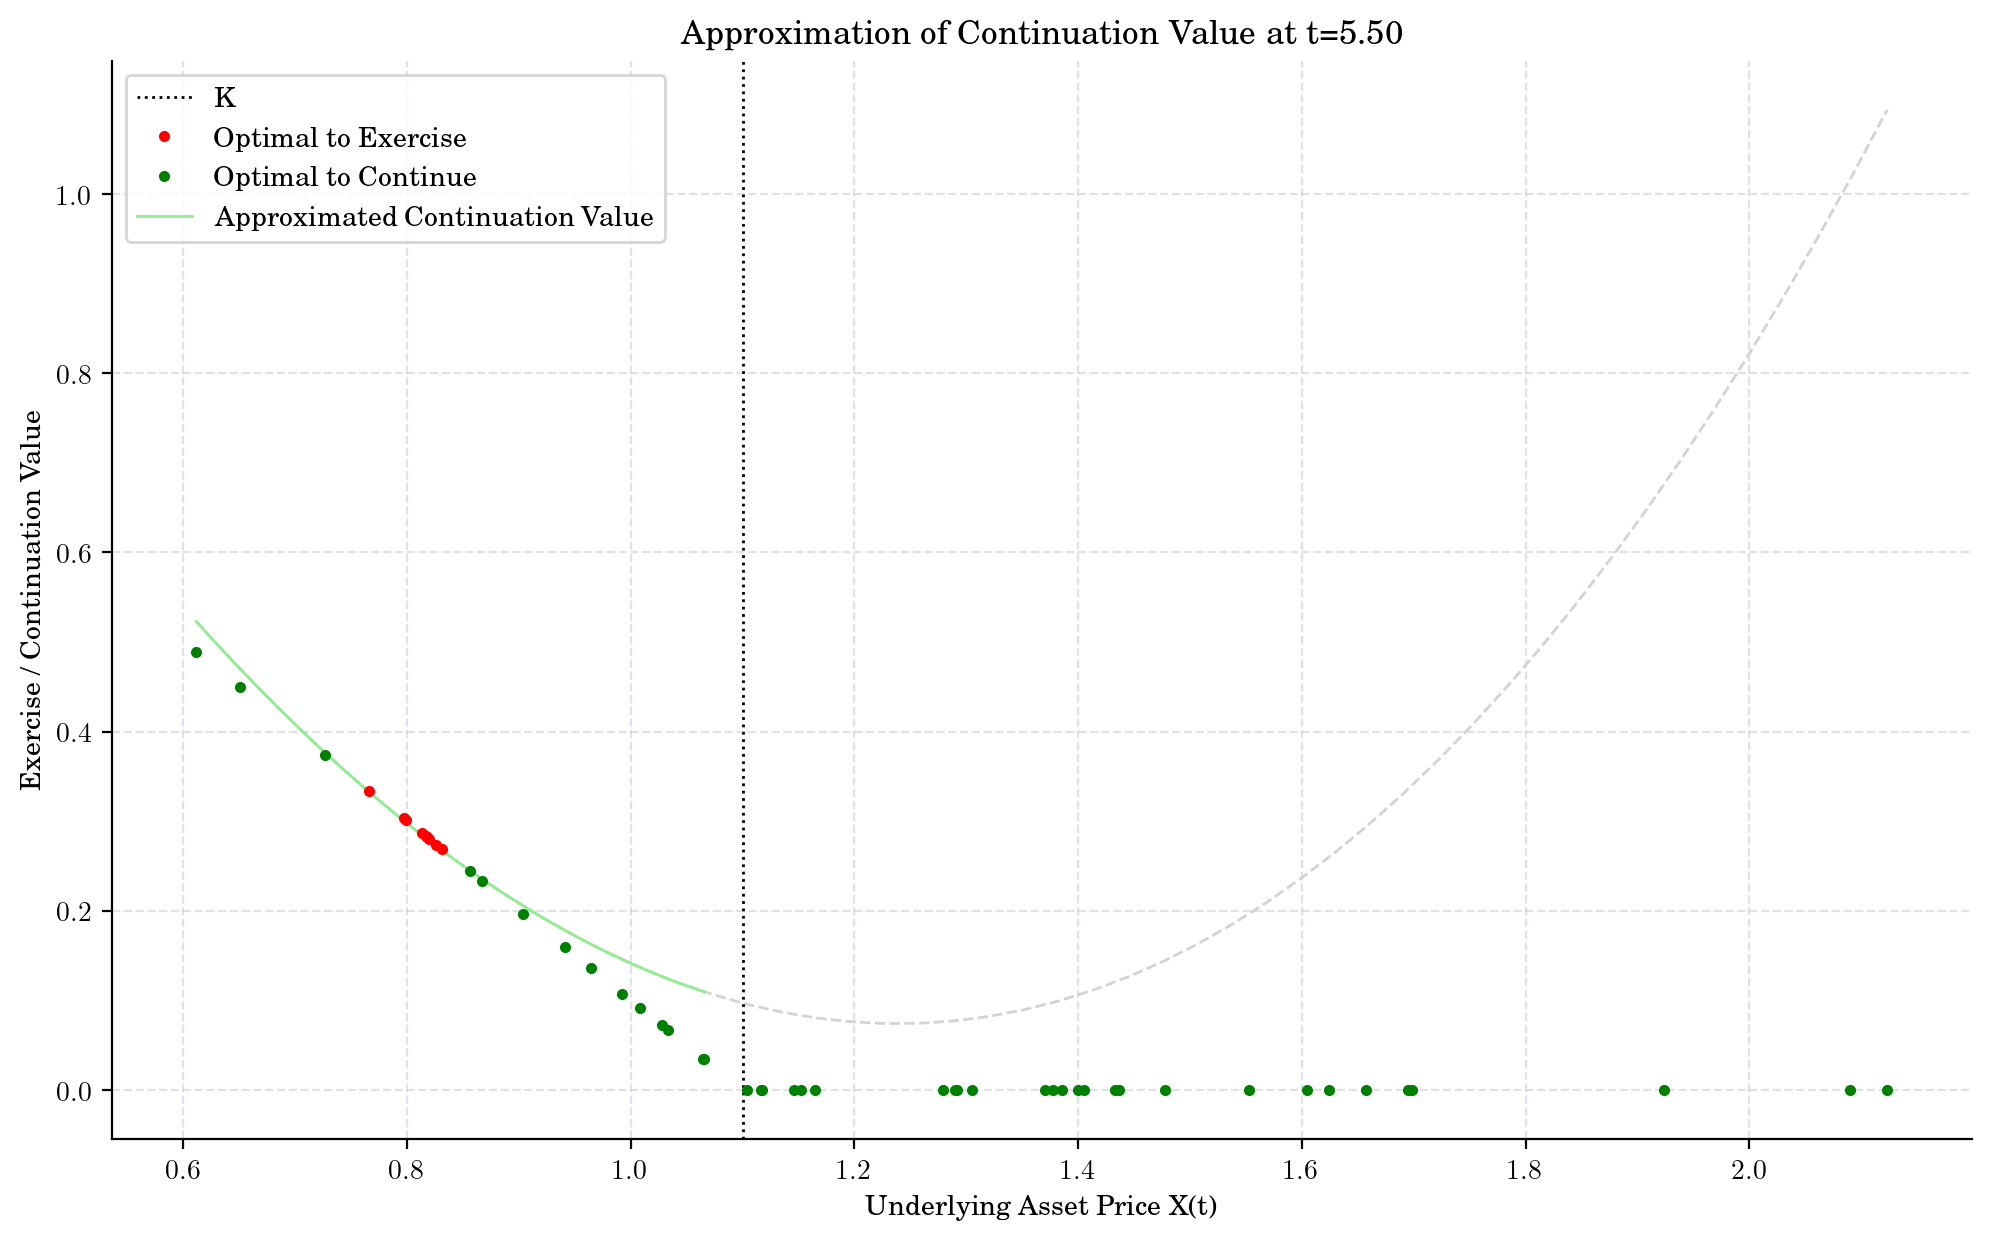 Approximation of Continuation Value at t=5.50
K
Optimal to Exercise
Optimal to Continue
Approximated Continuation Value
Exercise / Continuation Value
1.0
0.8
0.6
0.4
0.2
0.0
0.6 0.8 1.0 1.2 1.4 1.6 1.8 2.0
Underlying Asset Price X(t)